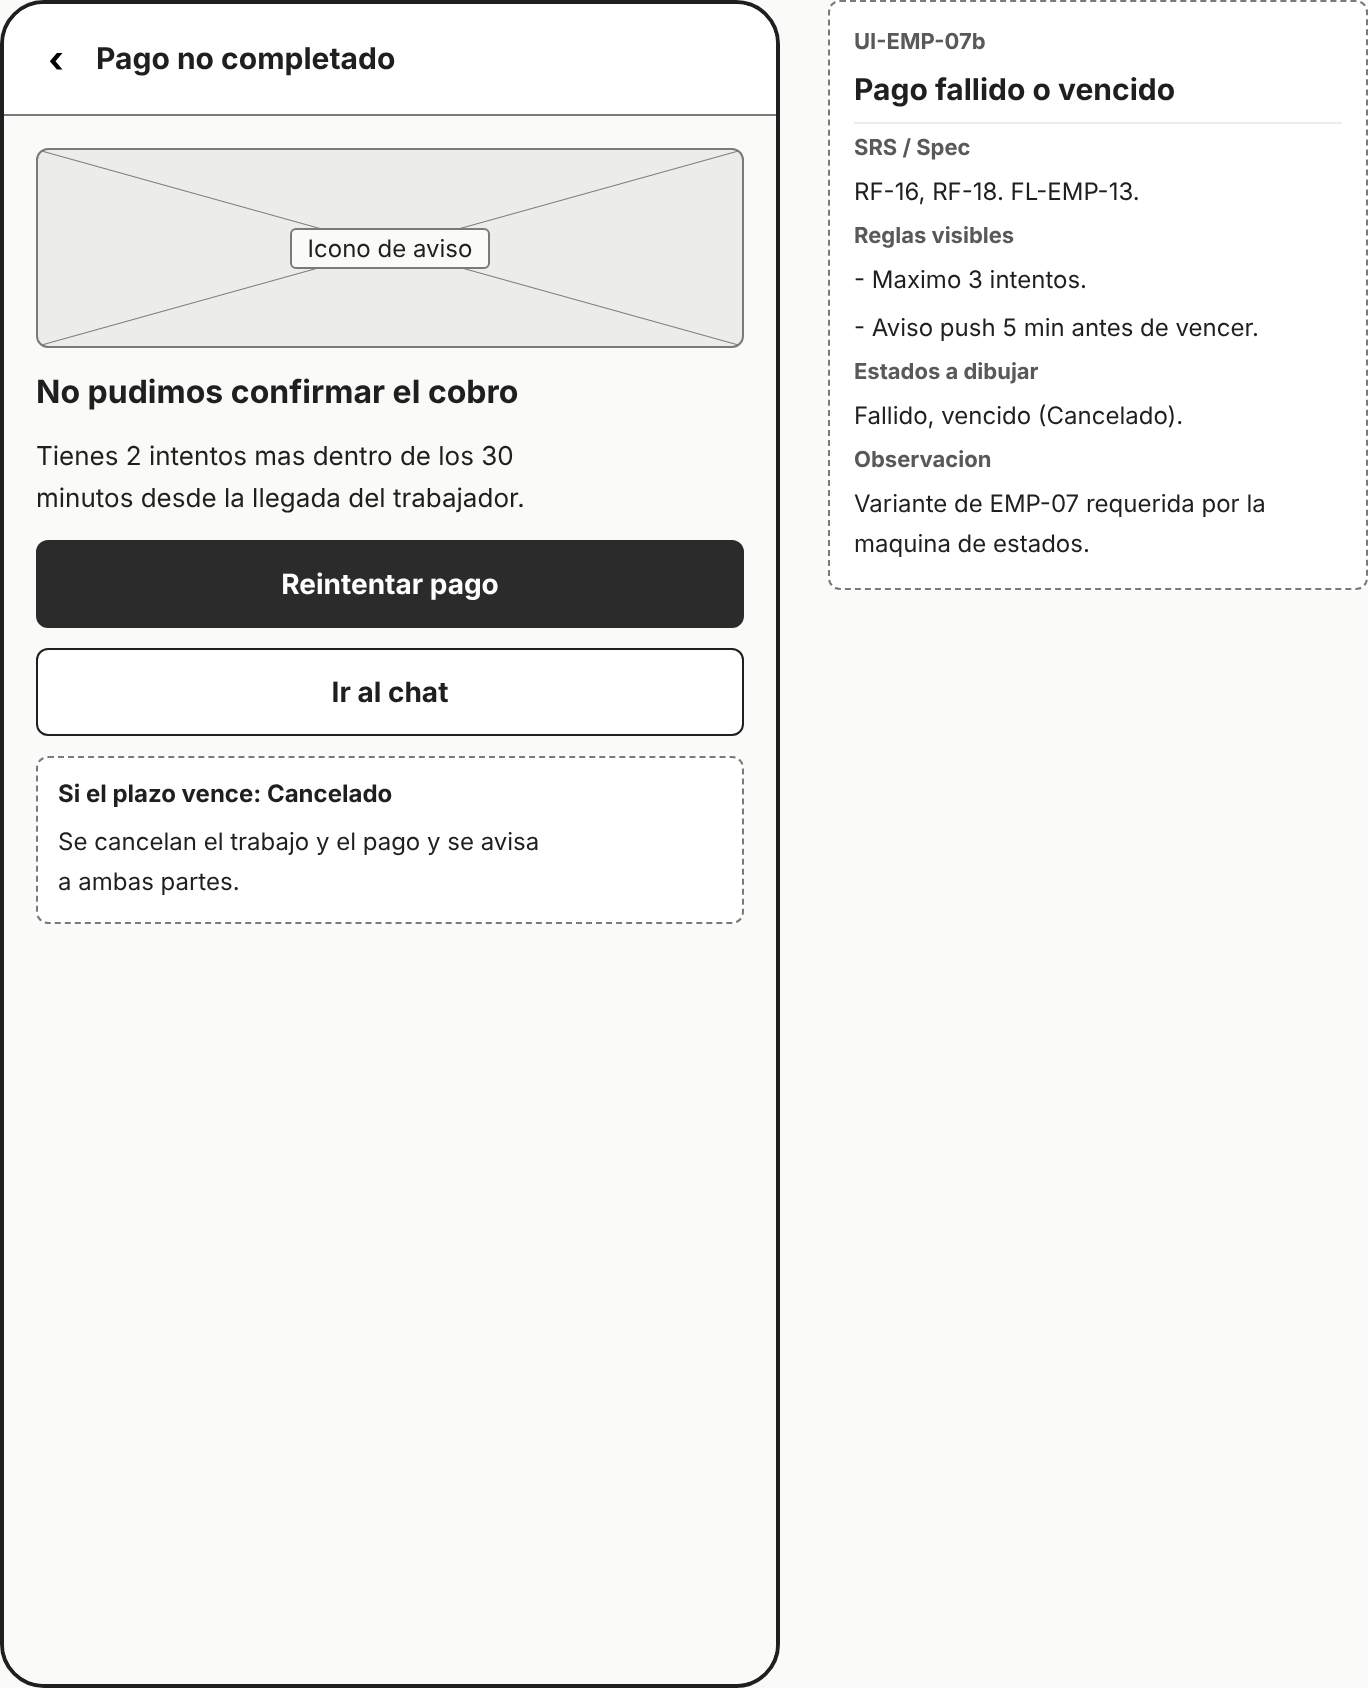 ‹ Pago no completado
Icono de aviso
No pudimos confirmar el cobro
Tienes 2 intentos mas dentro de los 30
minutos desde la llegada del trabajador.
Reintentar pago
Ir al chat
Si el plazo vence: Cancelado
Se cancelan el trabajo y el pago y se avisa
a ambas partes.
UI-EMP-07b
Pago fallido o vencido
SRS / Spec
RF-16, RF-18. FL-EMP-13.
Reglas visibles
- Maximo 3 intentos.
- Aviso push 5 min antes de vencer.
Estados a dibujar
Fallido, vencido (Cancelado).
Observacion
Variante de EMP-07 requerida por la
maquina de estados.